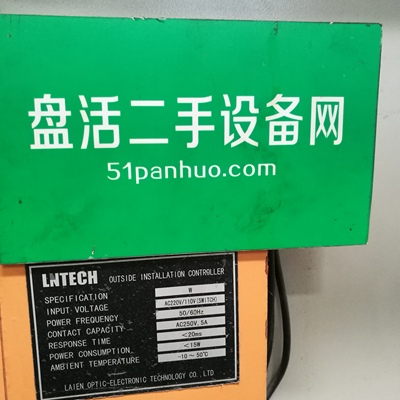 盘活二手设备网
51panhuo.com
LNTECH OUTSIDE INSTALLATION CONTROLLER
SPECIFICATION W
INPUT VOLTAGE AC220V/110V(SWITCH)
POWER FREQUENCY 50/60Hz
CONTACT CAPACITY AC250V.5A
RESPONSE TIME <20ms
POWER CONSUMPTION <15W
AMBIENT TEMPERATURE -10~50℃
LAIEN OPTIC-ELECTRONIC TECHNOLOGY CO., LTD